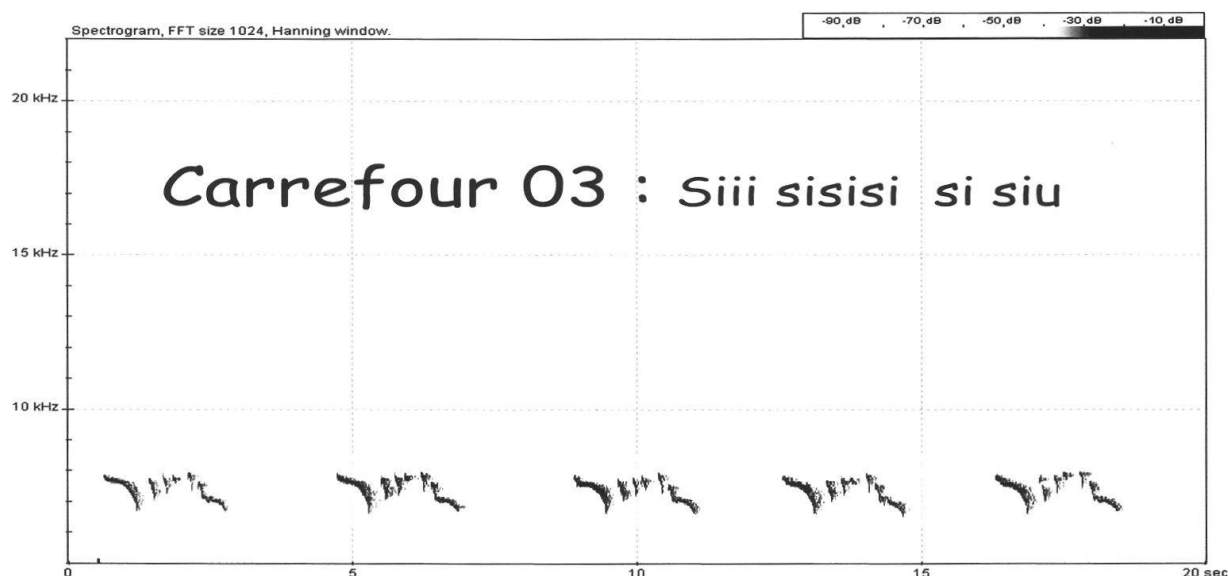 -90 dB -70 dB -50 dB -30 dB -10 dB
Spectrogram, FFT size 1024, Hanning window.
20 kHz
Carrefour 03 : Siii sisisi si siu
15 kHz
10 kHz
0 5 10 15 20 sec